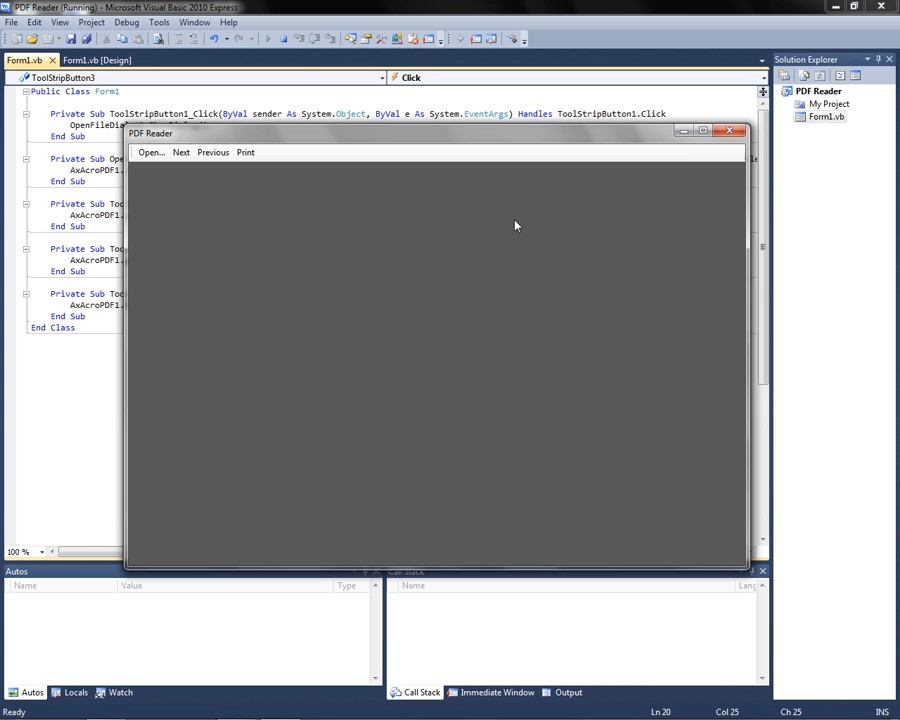 PDF Reader (Running) - Microsoft Visual Basic 2010 Express
File Edit View Project Debug Tools Window Help
Form1.vb Form1.vb [Design] Solution Explorer
ToolStripButton3 Click
PDF Reader
My Project
Form1.vb
Public Class Form1
Private Sub ToolStripButton1_Click(ByVal sender As System.Object, ByVal e As System.EventArgs) Handles ToolStripButton1.Click
End Sub
PDF Reader
Open... Next Previous Print
Private Sub
AxAcroPDF1.
End Sub
Private Sub
AxAcroPDF1.
End Sub
Private Sub
AxAcroPDF1.
End Sub
Private Sub
AxAcroPDF1.
End Sub
End Class
100 %
Autos Call Stack
Name Value Type Name Lang
Autos Locals Watch Call Stack Immediate Window Output
Ready Ln 20 Col 25 Ch 25 INS